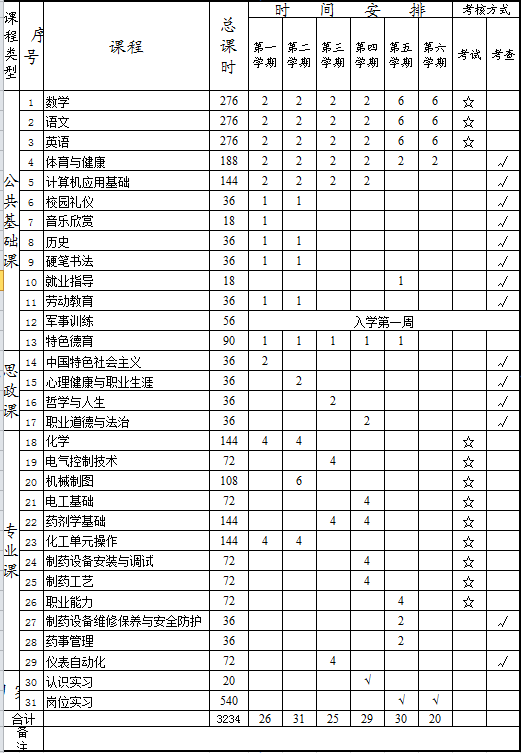 课程类型 序号 课程 总课时 时间安排 考核方式
第一学期 第二学期 第三学期 第四学期 第五学期 第六学期 考试 考查
公共基础课
1 数学 276 2 2 2 2 6 6 ☆
2 语文 276 2 2 2 2 6 6 ☆
3 英语 276 2 2 2 2 6 6 ☆
4 体育与健康 188 2 2 2 2 2 2 √
5 计算机应用基础 144 2 2 2 2 √
6 校园礼仪 36 1 1 √
7 音乐欣赏 18 1 √
8 历史 36 1 1 √
9 硬笔书法 36 1 1 √
10 就业指导 18 1 √
11 劳动教育 36 1 1 √
12 军事训练 56 入学第一周
13 特色德育 90 1 1 1 1 1
思政课
14 中国特色社会主义 36 2 √
15 心理健康与职业生涯 36 2 √
16 哲学与人生 36 2 √
17 职业道德与法治 36 2 √
专业课
18 化学 144 4 4 ☆
19 电气控制技术 72 4 ☆
20 机械制图 108 6 ☆
21 电工基础 72 4 ☆
22 药剂学基础 144 4 4 ☆
23 化工单元操作 144 4 4 ☆
24 制药设备安装与调试 72 4 ☆
25 制药工艺 72 4 ☆
26 职业能力 72 4 ☆
27 制药设备维修保养与安全防护 36 2 √
28 药事管理 36 2
29 仪表自动化 72 4 √
30 认识实习 20 √
31 岗位实习 540 √ √
合计 3234 26 31 25 29 30 20
备注